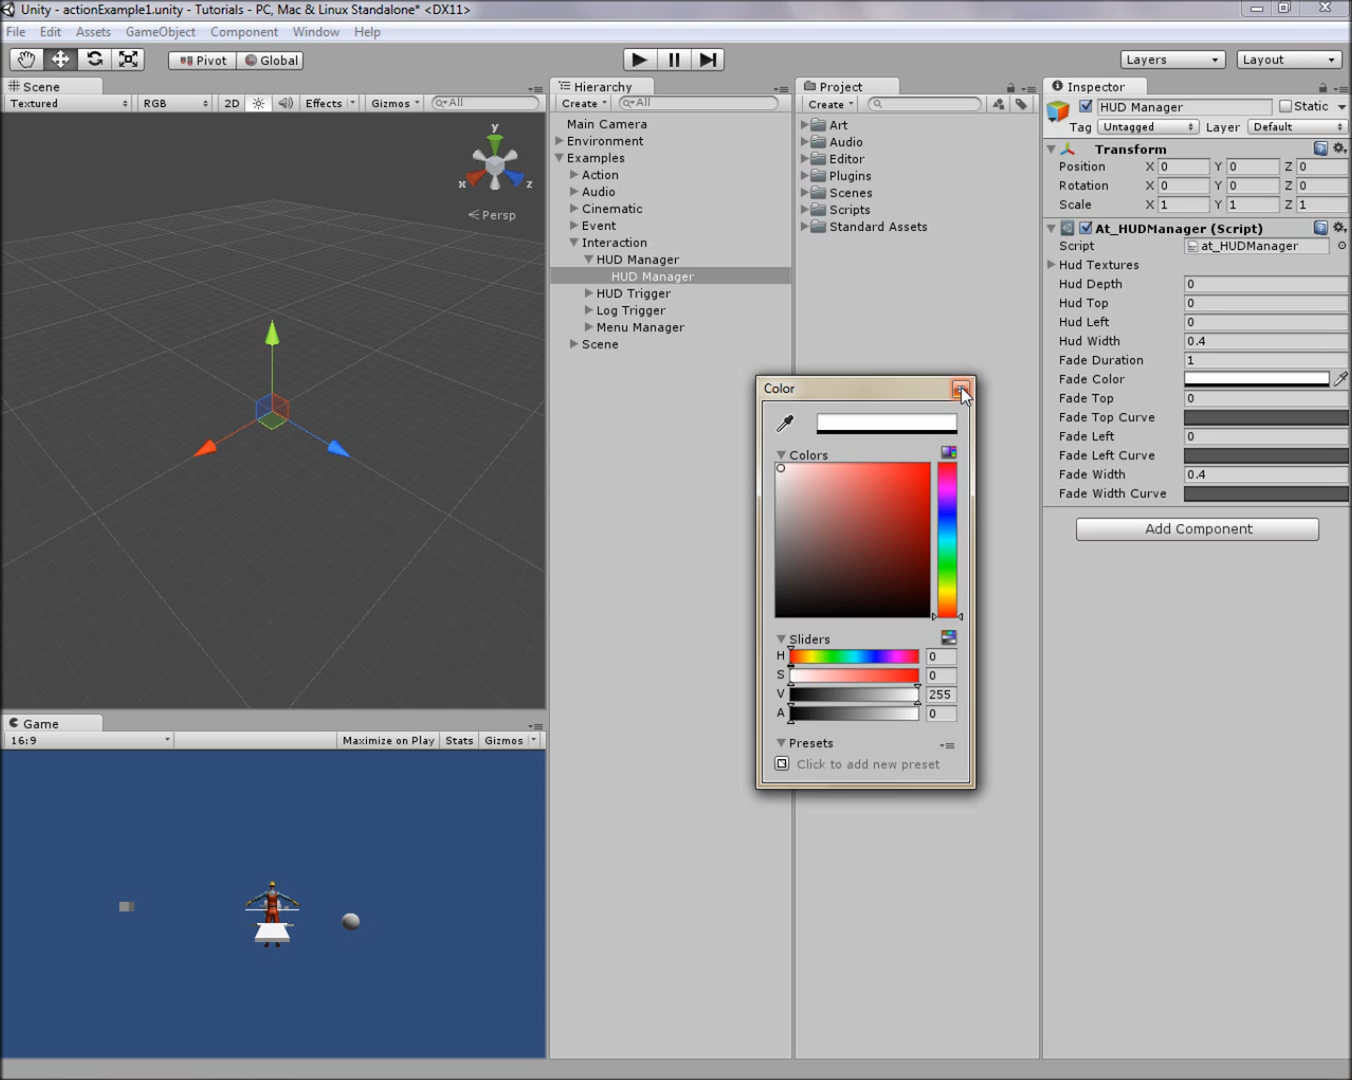 Unity - actionExample1.unity - Tutorials - PC, Mac & Linux Standalone* <DX11>
File Edit Assets GameObject Component Window Help
Pivot Global Layers Layout
Scene
Textured RGB 2D Effects Gizmos All
y
x
z
Persp
Hierarchy
Create All
Main Camera
Environment
Examples
Action
Audio
Cinematic
Event
Interaction
HUD Manager
HUD Manager
HUD Trigger
Log Trigger
Menu Manager
Scene
Project
Create
Art
Audio
Editor
Plugins
Scenes
Scripts
Standard Assets
Inspector
HUD Manager Static
Tag Untagged Layer Default
Transform
Position X 0 Y 0 Z 0
Rotation X 0 Y 0 Z 0
Scale X 1 Y 1 Z 1
At_HUDManager (Script)
Script at_HUDManager
Hud Textures
Hud Depth 0
Hud Top 0
Hud Left 0
Hud Width 0.4
Fade Duration 1
Fade Color
Fade Top 0
Fade Top Curve
Fade Left 0
Fade Left Curve
Fade Width 0.4
Fade Width Curve
Add Component
Color
Colors
Sliders
H 0
S 0
V 255
A 0
Presets
Click to add new preset
Game
16:9 Maximize on Play Stats Gizmos